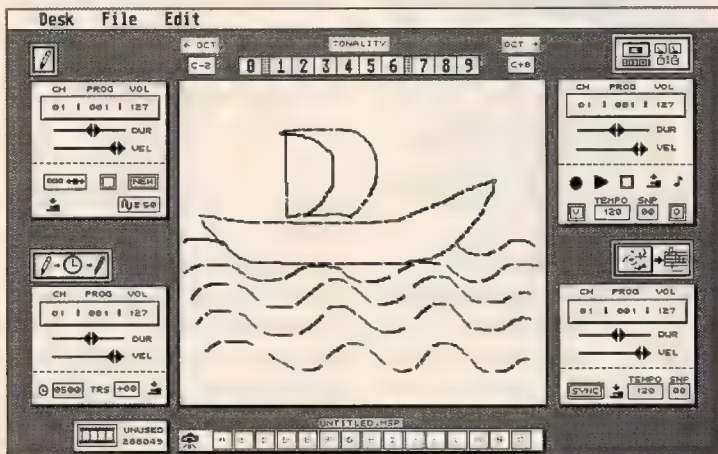 Desk File Edit
← OCT TONALITY OCT →
C-2 0 1 2 3 4 5 6 7 8 9 C+8
CH PROG VOL
01 001 127
DUR
VEL
NEW
=50
CH PROG VOL
01 001 127
DUR
VEL
0500 TRS +00
UNUSED
288049
UNTITLED.MSP
DIG
CH PROG VOL
01 001 127
DUR
VEL
TEMPO SNP
120 00
CH PROG VOL
01 001 127
DUR
VEL
TEMPO SNP
SYNC 120 00